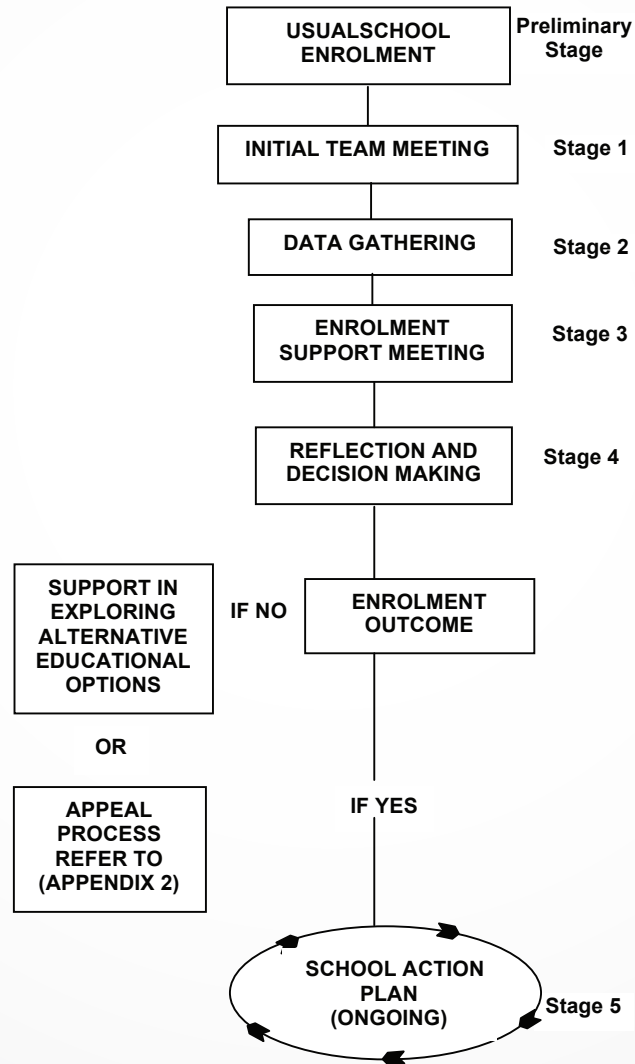 USUALSCHOOL
ENROLMENT
Preliminary
Stage
INITIAL TEAM MEETING
Stage 1
DATA GATHERING
Stage 2
ENROLMENT
SUPPORT MEETING
Stage 3
REFLECTION AND
DECISION MAKING
Stage 4
SUPPORT IN
EXPLORING
ALTERNATIVE
EDUCATIONAL
OPTIONS
IF NO
ENROLMENT
OUTCOME
OR
APPEAL
PROCESS
REFER TO
(APPENDIX 2)
IF YES
SCHOOL ACTION
PLAN
(ONGOING)
Stage 5